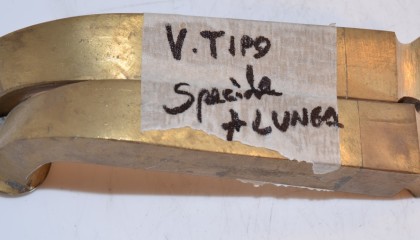 V. TIPO
Speciale
+ LUNGA